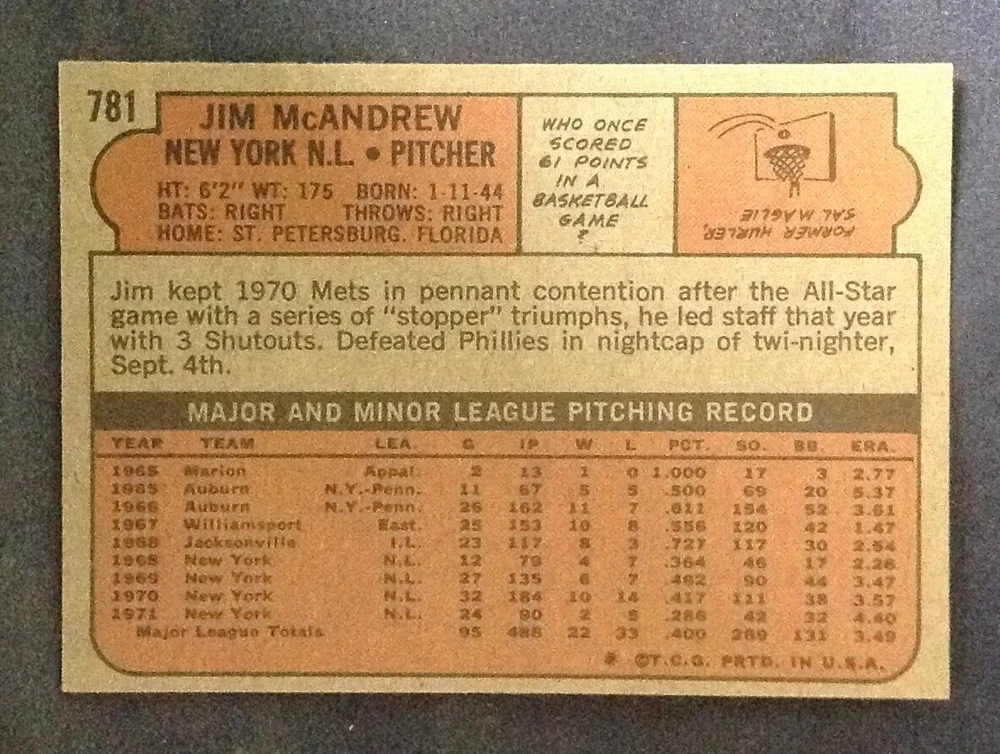 781
JIM McANDREW
NEW YORK N.L. • PITCHER
HT: 6'2" WT: 175 BORN: 1-11-44
BATS: RIGHT THROWS: RIGHT
HOME: ST. PETERSBURG, FLORIDA
WHO ONCE
SCORED
61 POINTS
IN A
BASKETBALL
GAME
?
FORMER HURLER,
SAL MAGLIE
Jim kept 1970 Mets in pennant contention after the All-Star
game with a series of "stopper" triumphs, he led staff that year
with 3 Shutouts. Defeated Phillies in nightcap of twi-nighter,
Sept. 4th.
MAJOR AND MINOR LEAGUE PITCHING RECORD
YEAR TEAM LEA. G IP W L PCT. SO. BB. ERA.
1965 Marion Appal. 2 13 1 0 1.000 17 3 2.77
1965 Auburn N.Y.-Penn. 11 67 5 5 .500 69 20 5.37
1966 Auburn N.Y.-Penn. 26 162 11 7 .611 154 52 3.61
1967 Williamsport East. 25 153 10 8 .556 120 42 1.47
1968 Jacksonville I.L. 23 117 8 3 .727 117 30 2.54
1968 New York N.L. 12 79 4 7 .364 46 17 2.28
1969 New York N.L. 27 135 6 7 .462 90 44 3.47
1970 New York N.L. 32 184 10 14 .417 111 38 3.57
1971 New York N.L. 24 90 2 5 .286 42 32 4.40
Major League Totals 95 488 22 33 .400 289 131 3.49
* ©T.C.G. PRTD. IN U.S.A.